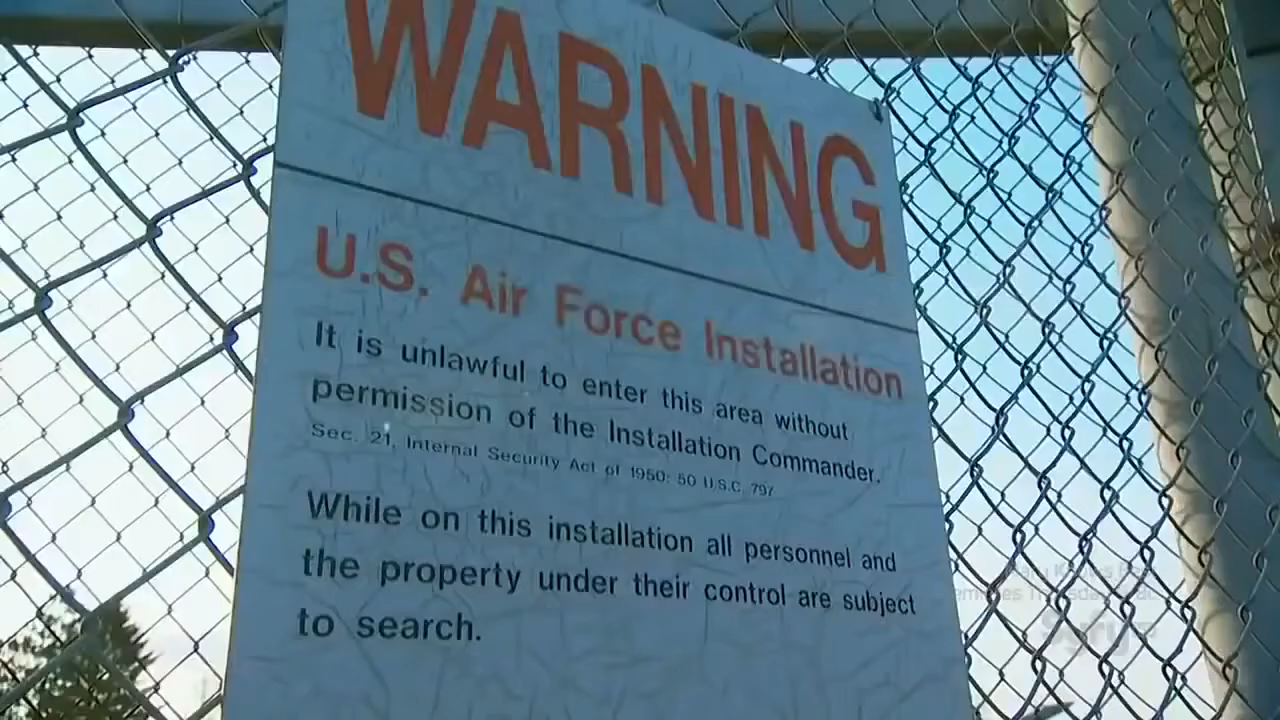 WARNING
U.S. Air Force Installation
It is unlawful to enter this area without
permission of the Installation Commander.
Sec. 21, Internal Security Act of 1950; 50 U.S.C. 797
While on this installation all personnel and
the property under their control are subject
to search.
Syfy